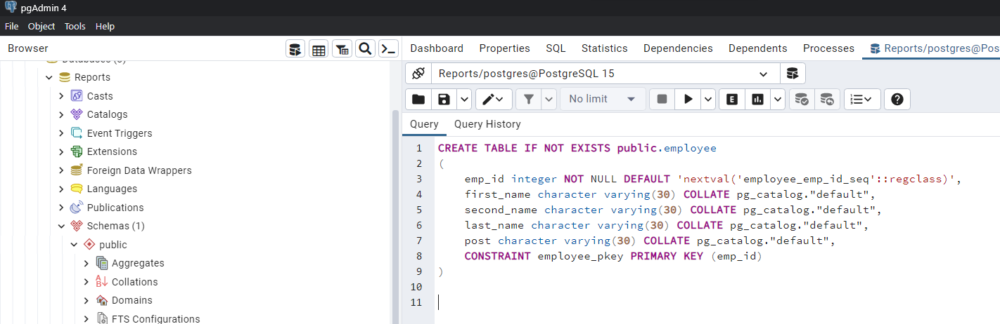 pgAdmin 4
File Object Tools Help
Browser
Dashboard Properties SQL Statistics Dependencies Dependents Processes Reports/postgres@Pos
Reports/postgres@PostgreSQL 15
No limit
Query Query History
Databases
Reports
Casts
Catalogs
Event Triggers
Extensions
Foreign Data Wrappers
Languages
Publications
Schemas (1)
public
Aggregates
Collations
Domains
FTS Configurations
1 CREATE TABLE IF NOT EXISTS public.employee
2 (
3 emp_id integer NOT NULL DEFAULT 'nextval('employee_emp_id_seq'::regclass)',
4 first_name character varying(30) COLLATE pg_catalog."default",
5 second_name character varying(30) COLLATE pg_catalog."default",
6 last_name character varying(30) COLLATE pg_catalog."default",
7 post character varying(30) COLLATE pg_catalog."default",
8 CONSTRAINT employee_pkey PRIMARY KEY (emp_id)
9 )
10
11